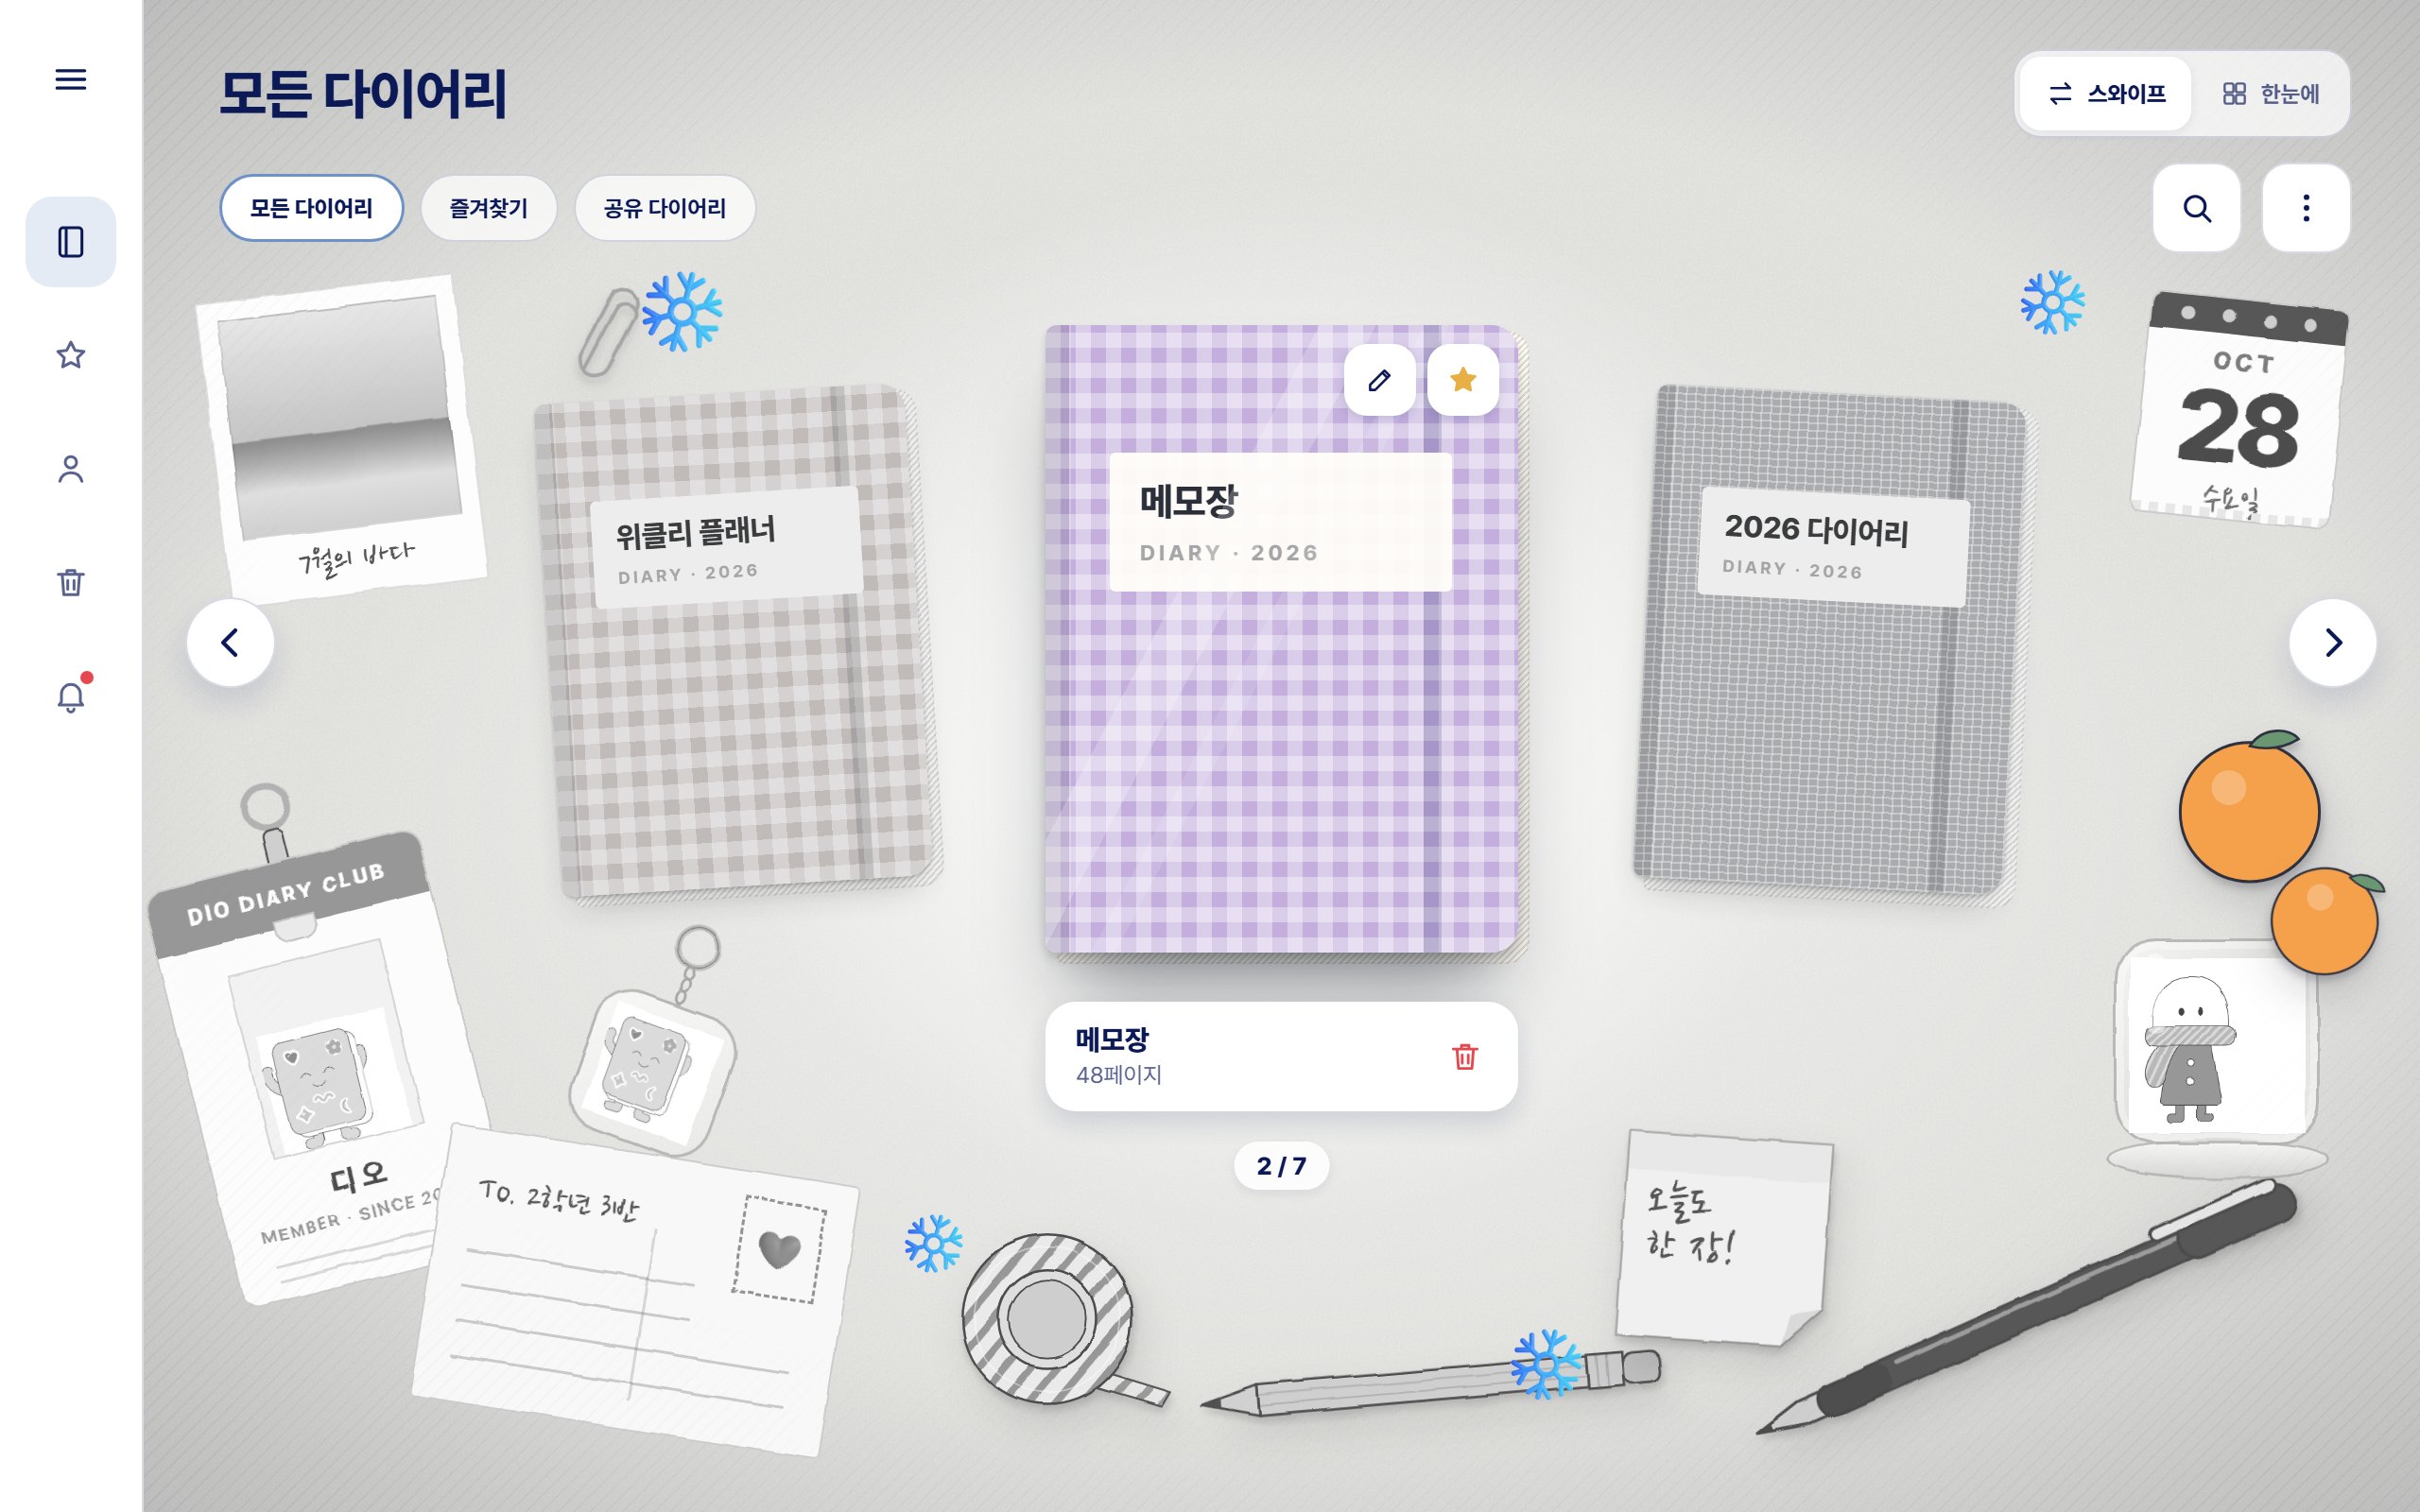 모든 다이어리
스와이프
한눈에
모든 다이어리
즐겨찾기
공유 다이어리
7월의 바다
위클리 플래너
DIARY · 2026
메모장
DIARY · 2026
2026 다이어리
DIARY · 2026
OCT
28
수요일
DIO DIARY CLUB
디오
MEMBER · SINCE 20
메모장
48페이지
2 / 7
TO. 2학년 3반
오늘도
한 장!